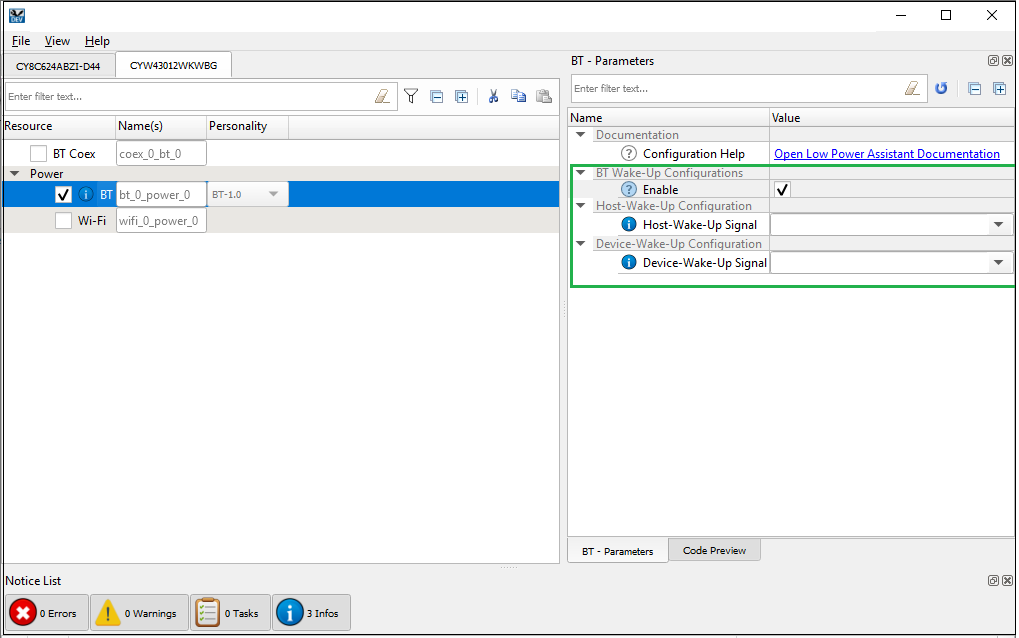 DEV
File View Help
CY8C624ABZI-D44 CYW43012WKWBG
Enter filter text...
Resource Name(s) Personality
BT Coex coex_0_bt_0
Power
BT bt_0_power_0 BT-1.0
Wi-Fi wifi_0_power_0
BT - Parameters
Enter filter text...
Name Value
Documentation
Configuration Help Open Low Power Assistant Documentation
BT Wake-Up Configurations
Enable
Host-Wake-Up Configuration
Host-Wake-Up Signal
Device-Wake-Up Configuration
Device-Wake-Up Signal
BT - Parameters Code Preview
Notice List
0 Errors 0 Warnings 0 Tasks 3 Infos